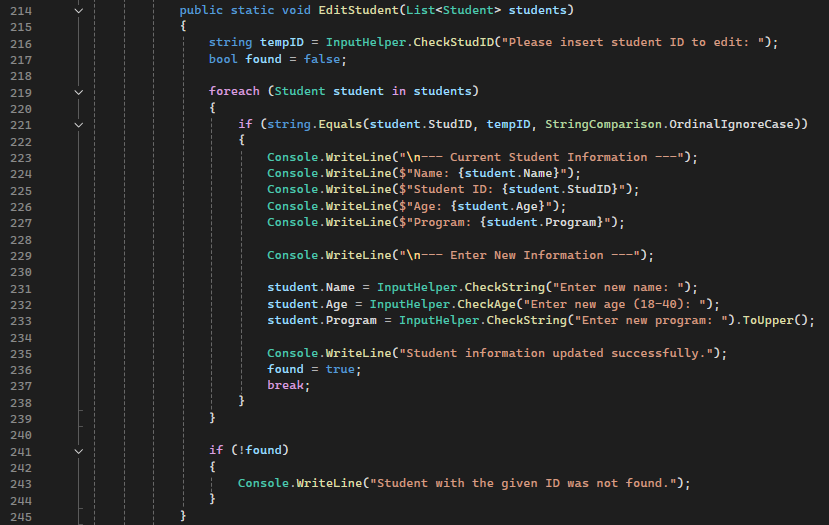 214 public static void EditStudent(List<Student> students)
215 {
216 string tempID = InputHelper.CheckStudID("Please insert student ID to edit: ");
217 bool found = false;
218
219 foreach (Student student in students)
220 {
221 if (string.Equals(student.StudID, tempID, StringComparison.OrdinalIgnoreCase))
222 {
223 Console.WriteLine("\n--- Current Student Information ---");
224 Console.WriteLine($"Name: {student.Name}");
225 Console.WriteLine($"Student ID: {student.StudID}");
226 Console.WriteLine($"Age: {student.Age}");
227 Console.WriteLine($"Program: {student.Program}");
228
229 Console.WriteLine("\n--- Enter New Information ---");
230
231 student.Name = InputHelper.CheckString("Enter new name: ");
232 student.Age = InputHelper.CheckAge("Enter new age (18-40): ");
233 student.Program = InputHelper.CheckString("Enter new program: ").ToUpper();
234
235 Console.WriteLine("Student information updated successfully.");
236 found = true;
237 break;
238 }
239 }
240
241 if (!found)
242 {
243 Console.WriteLine("Student with the given ID was not found.");
244 }
245 }